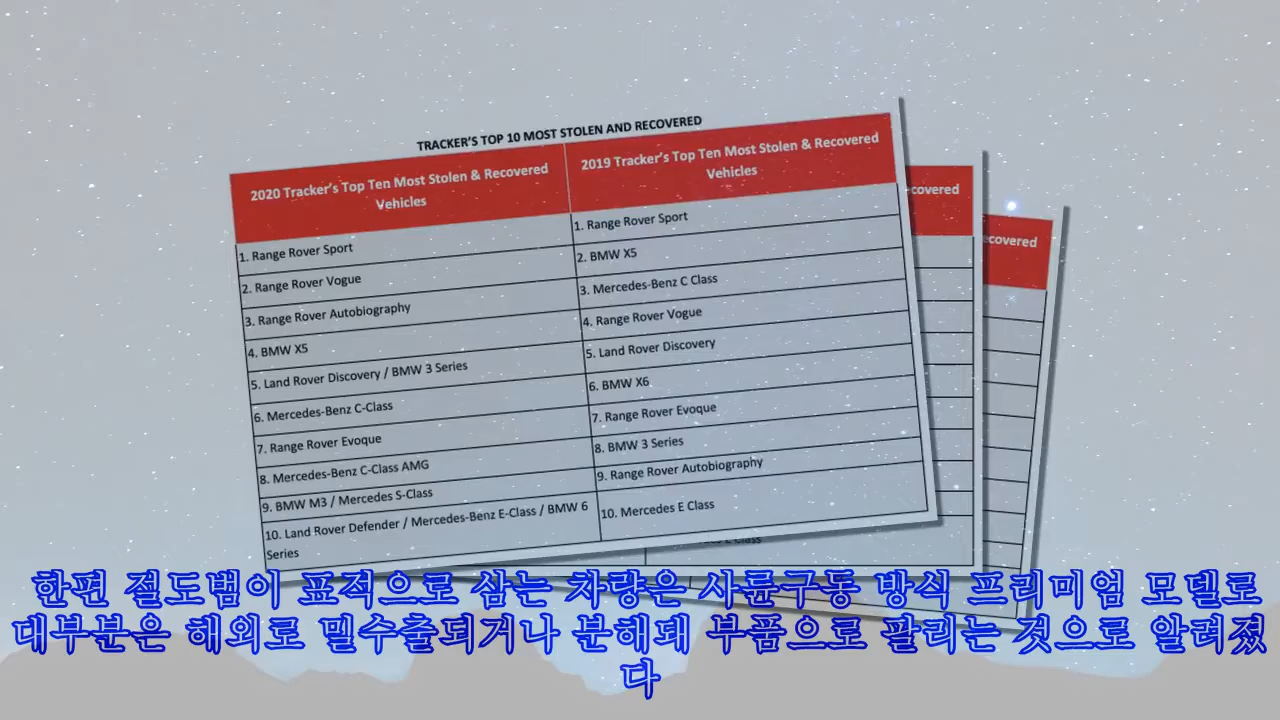 TRACKER'S TOP 10 MOST STOLEN AND RECOVERED
2020 Tracker's Top Ten Most Stolen & Recovered
Vehicles
1. Range Rover Sport
2. Range Rover Vogue
3. Range Rover Autobiography
4. BMW X5
5. Land Rover Discovery / BMW 3 Series
6. Mercedes-Benz C-Class
7. Range Rover Evoque
8. Mercedes-Benz C-Class AMG
9. BMW M3 / Mercedes S-Class
10. Land Rover Defender / Mercedes-Benz E-Class / BMW 6
Series
2019 Tracker's Top Ten Most Stolen & Recovered
Vehicles
1. Range Rover Sport
2. BMW X5
3. Mercedes-Benz C Class
4. Range Rover Vogue
5. Land Rover Discovery
6. BMW X6
7. Range Rover Evoque
8. BMW 3 Series
9. Range Rover Autobiography
10. Mercedes E Class
covered
ecovered
한편 절도범이 표적으로 삼는 차량은 사륜구동 방식 프리미엄 모델로
대부분은 해외로 밀수출되거나 분해돼 부품으로 팔리는 것으로 알려졌
다